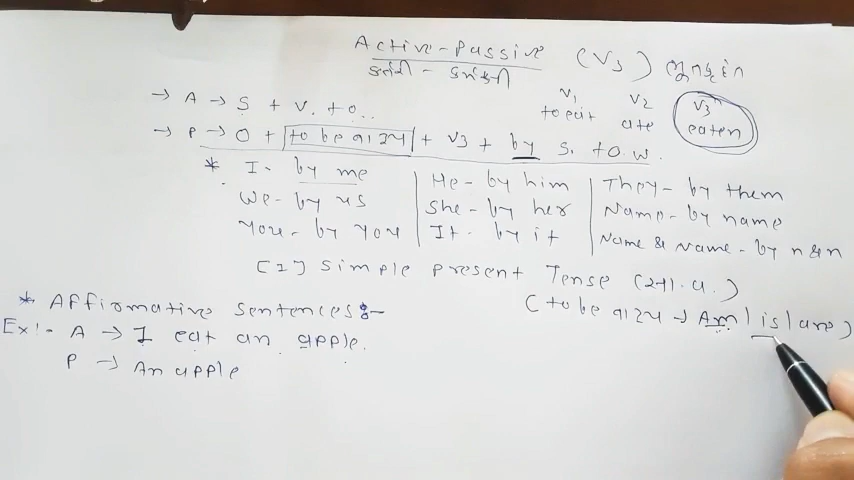 Active-Passive (V3) ભૂતકૃદંત
કર્તરી - કર્મણી
→ A → S + V. + O..
V1 V2 V3
to eat ate eaten
→ P → O + to be વાચ્ય + V3 + by S. + O.W.
* I - by me He - by him They - by them
We - by us She - by her Name - by name
You - by you It - by it Name & Name - by n&n
(1) Simple Present Tense (સા.વ.)
(to be વાચ્ય → Am / is / are)
* Affirmative sentences :-
Ex:- A → I eat an apple.
P → An apple